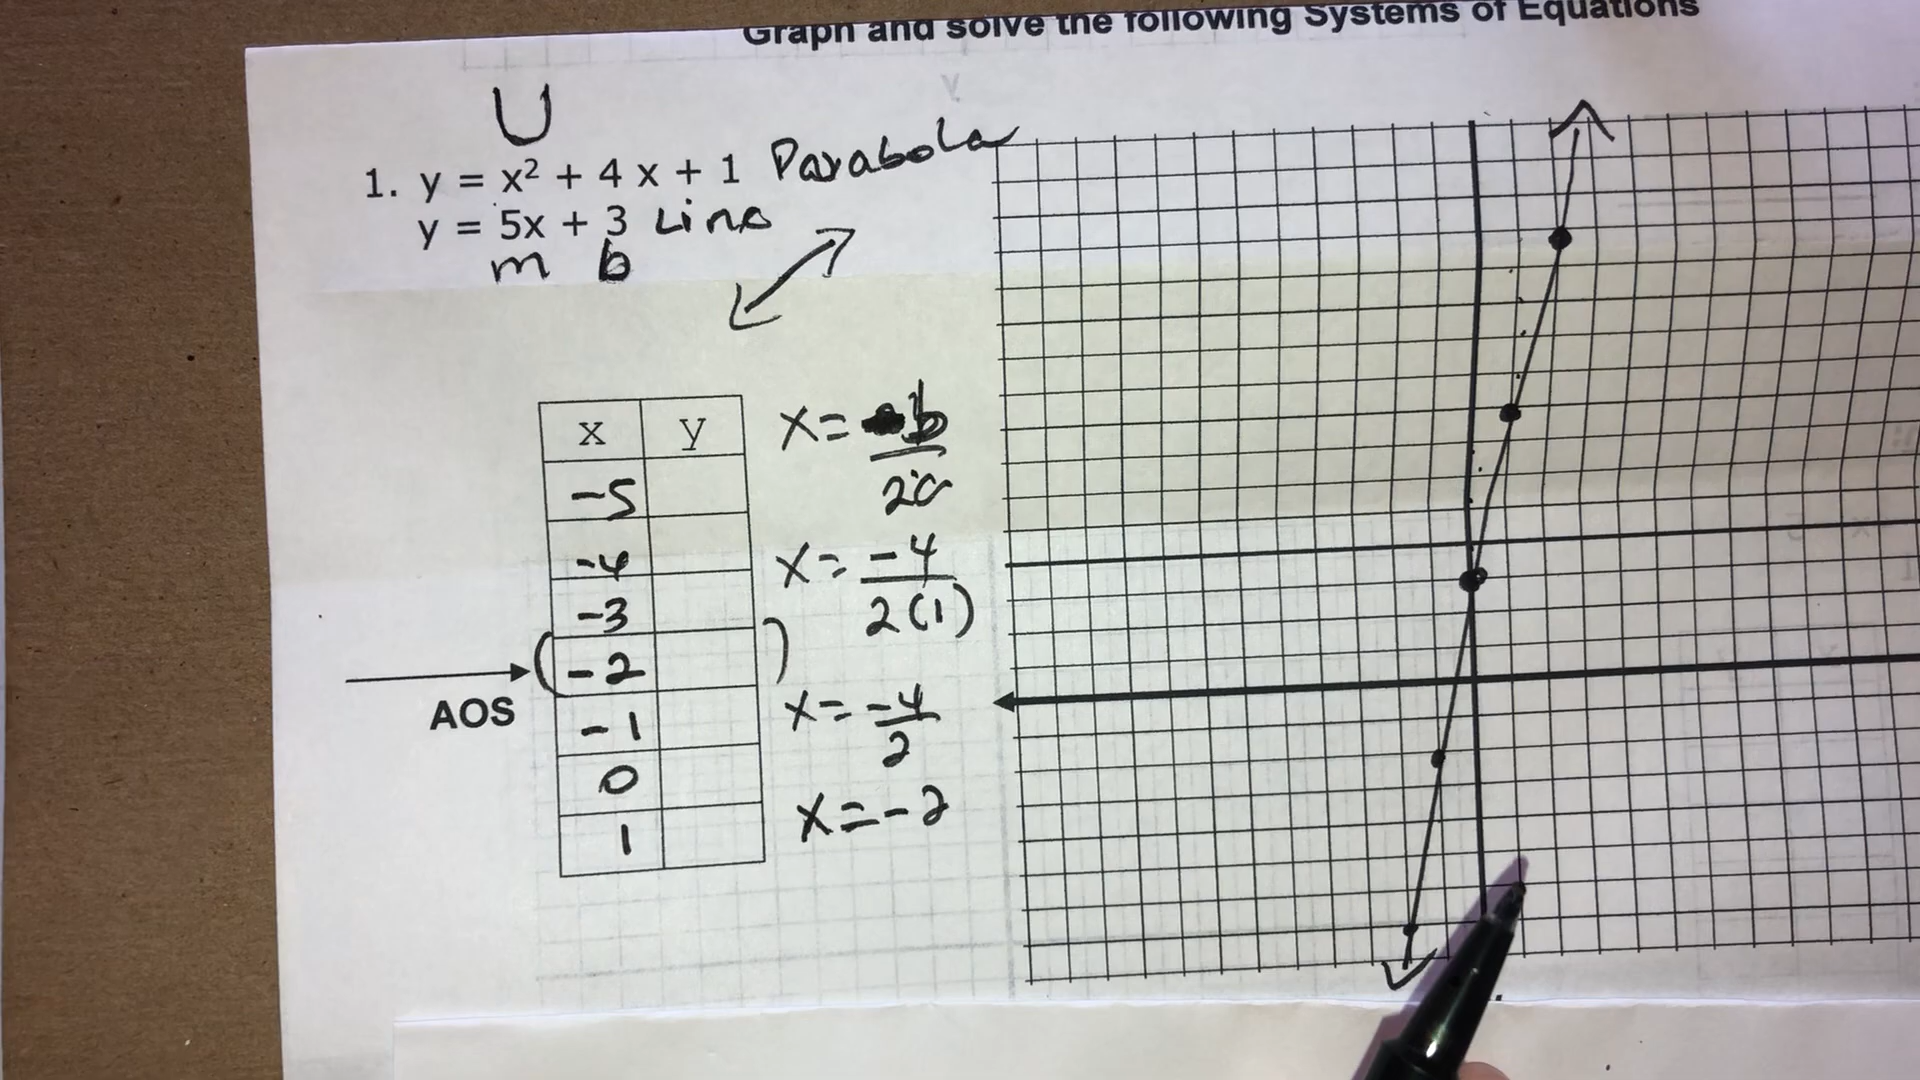 Graph and solve the following Systems of Equations
U
1. y = x² + 4 x + 1 Parabola
y = 5x + 3 Line
m b
x y
-5
-4
-3
(-2 )
-1
0
1
AOS
x = -b
2a
x = -4
2(1)
x = -4
2
x = -2